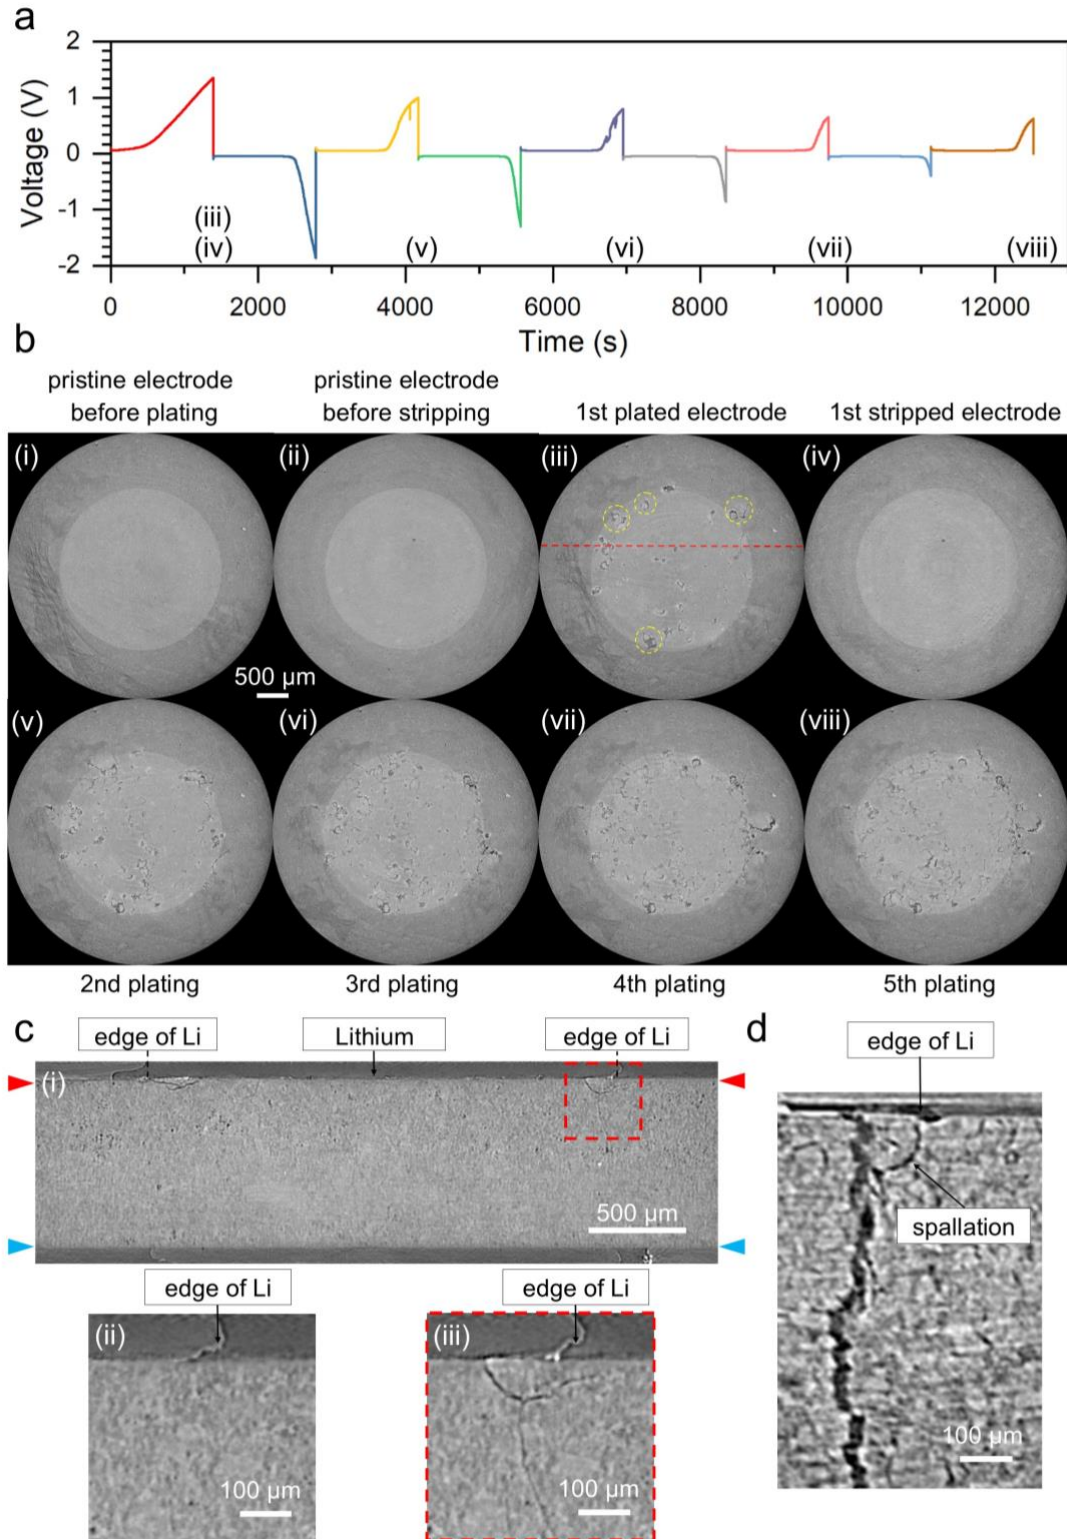 a
2
1
0
-1
-2
Voltage (V)
(iii)
(iv)
(v)
(vi)
(vii)
(viii)
0
2000
4000
6000
8000
10000
12000
Time (s)
b
pristine electrode
before plating
pristine electrode
before stripping
1st plated electrode
1st stripped electrode
(i)
(ii)
(iii)
(iv)
500 μm
(v)
(vi)
(vii)
(viii)
2nd plating
3rd plating
4th plating
5th plating
c
edge of Li
Lithium
edge of Li
(i)
500 μm
edge of Li
(ii)
100 μm
edge of Li
(iii)
100 μm
d
edge of Li
spallation
100 μm